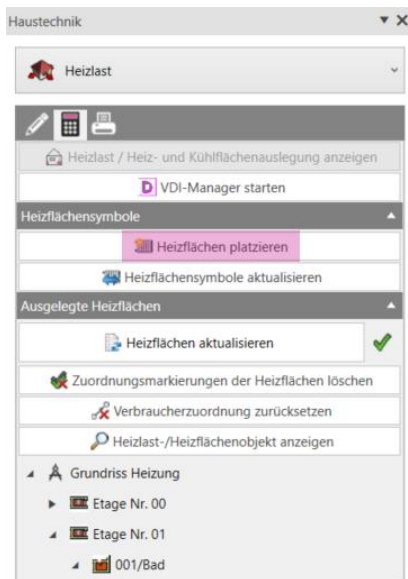 Haustechnik
Heizlast
Heizlast / Heiz- und Kühlflächenauslegung anzeigen
D VDI-Manager starten
Heizflächensymbole
Heizflächen platzieren
Heizflächensymbole aktualisieren
Ausgelegte Heizflächen
Heizflächen aktualisieren
Zuordnungsmarkierungen der Heizflächen löschen
Verbraucherzuordnung zurücksetzen
Heizlast-/Heizflächenobjekt anzeigen
Grundriss Heizung
Etage Nr. 00
Etage Nr. 01
001/Bad